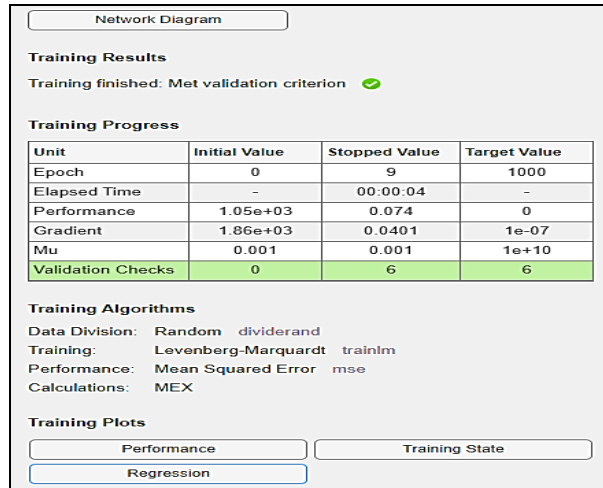 Network Diagram
Training Results
Training finished: Met validation criterion
Training Progress
Unit Initial Value Stopped Value Target Value
Epoch 0 9 1000
Elapsed Time - 00:00:04 -
Performance 1.05e+03 0.074 0
Gradient 1.86e+03 0.0401 1e-07
Mu 0.001 0.001 1e+10
Validation Checks 0 6 6
Training Algorithms
Data Division: Random dividerand
Training: Levenberg-Marquardt trainlm
Performance: Mean Squared Error mse
Calculations: MEX
Training Plots
Performance Training State
Regression